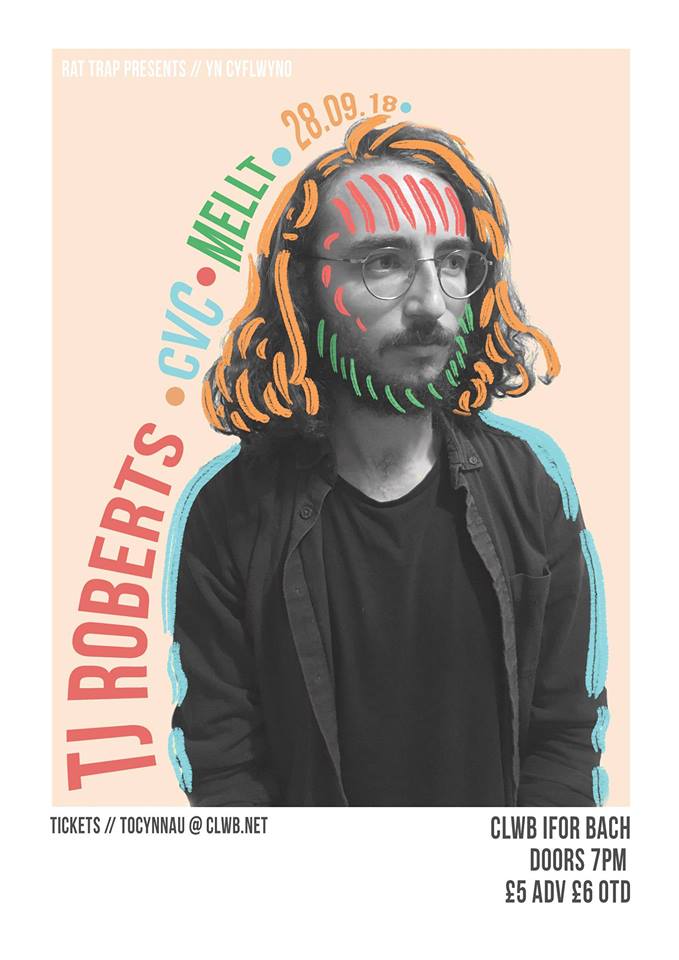 RAT TRAP PRESENTS // YN CYFLWYNO
TJ ROBERTS • CVC • MELLT • 28.09.18 •
TICKETS // TOCYNNAU @ CLWB.NET
CLWB IFOR BACH
DOORS 7PM
£5 ADV £6 OTD